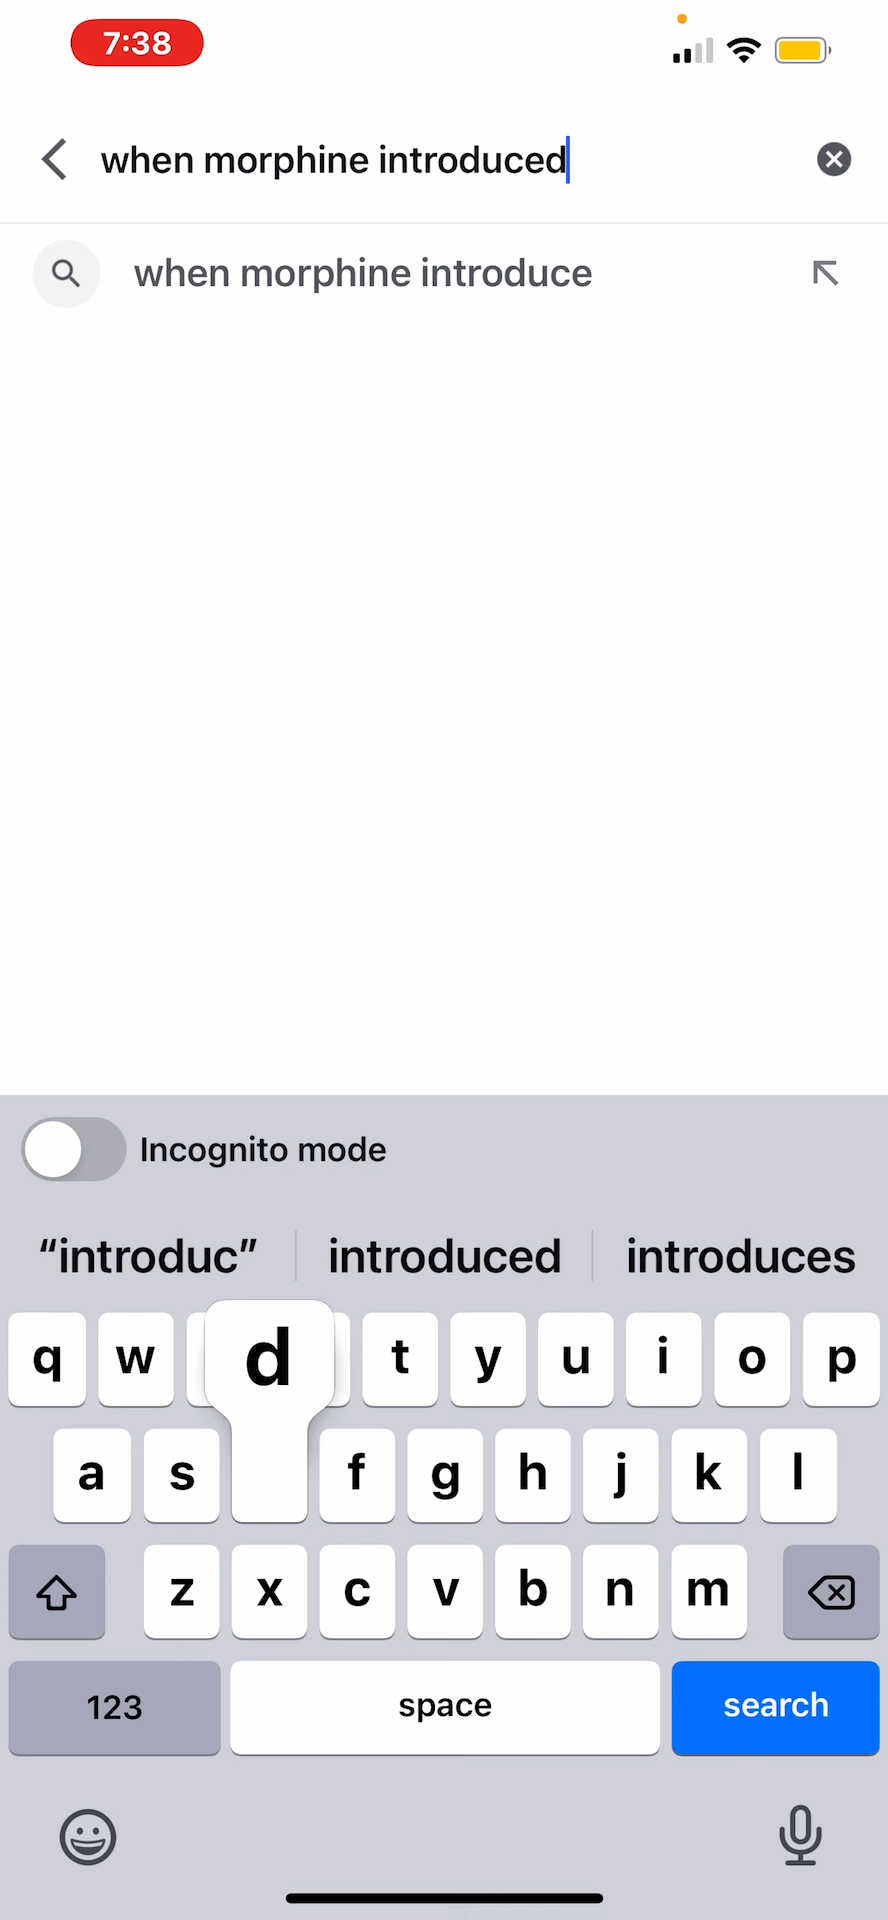 7:38
when morphine introduced
when morphine introduce
Incognito mode
“introduc” introduced introduces
q w d t y u i o p
a s f g h j k l
z x c v b n m
123 space search